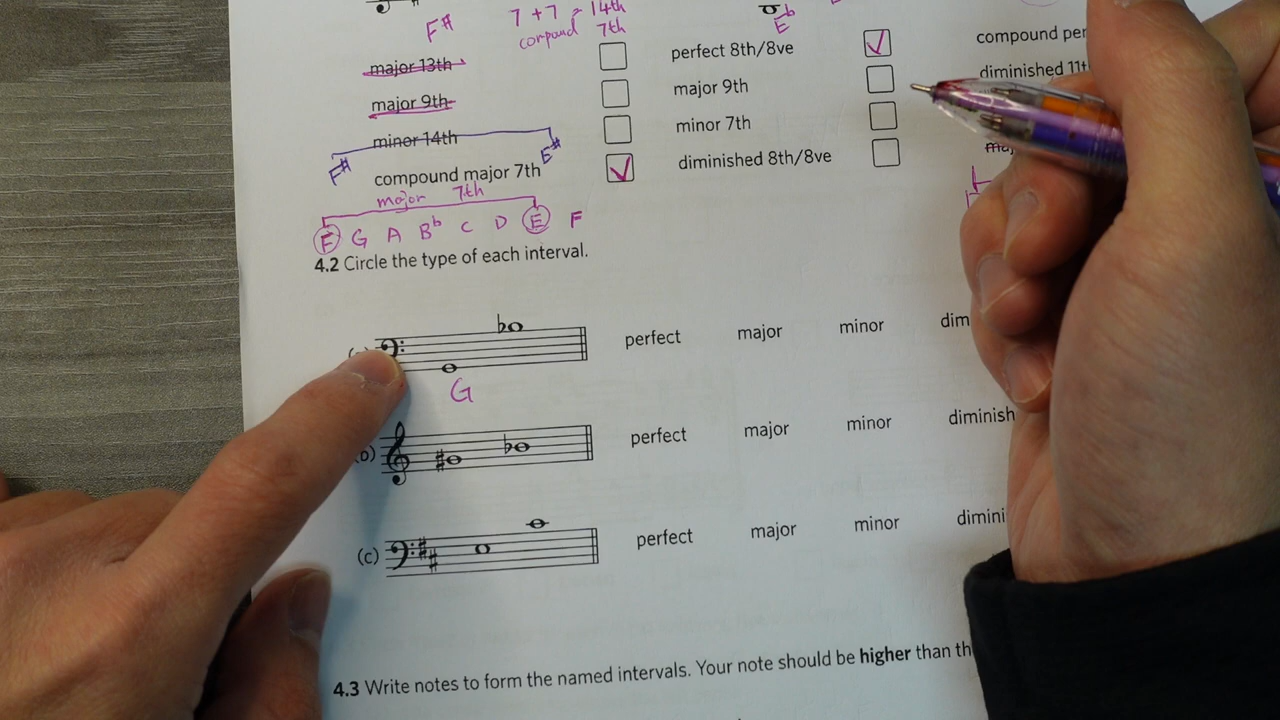 F# 7 + 7 = 14th E♭
compound 7th
major 13th perfect 8th/8ve compound
major 9th major 9th diminished
minor 14th minor 7th
F# compound major 7th E# diminished 8th/8ve
major 7th
F G A B♭ C D E F
4.2 Circle the type of each interval.
perfect major minor
G
perfect major minor
(c) perfect major minor
4.3 Write notes to form the named intervals. Your note should be higher than